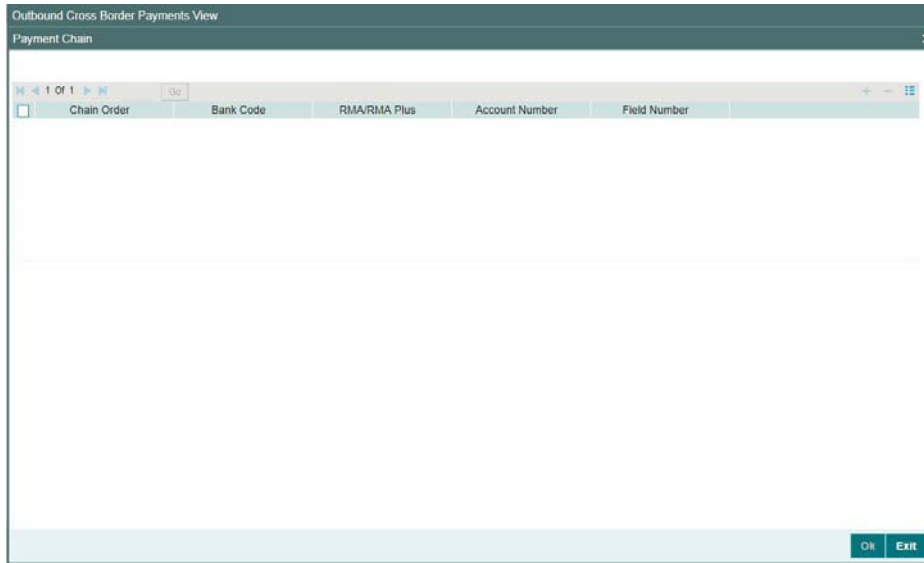 Outbound Cross Border Payments View
Payment Chain
1 Of 1 Go
Chain Order Bank Code RMA/RMA Plus Account Number Field Number
Ok Exit